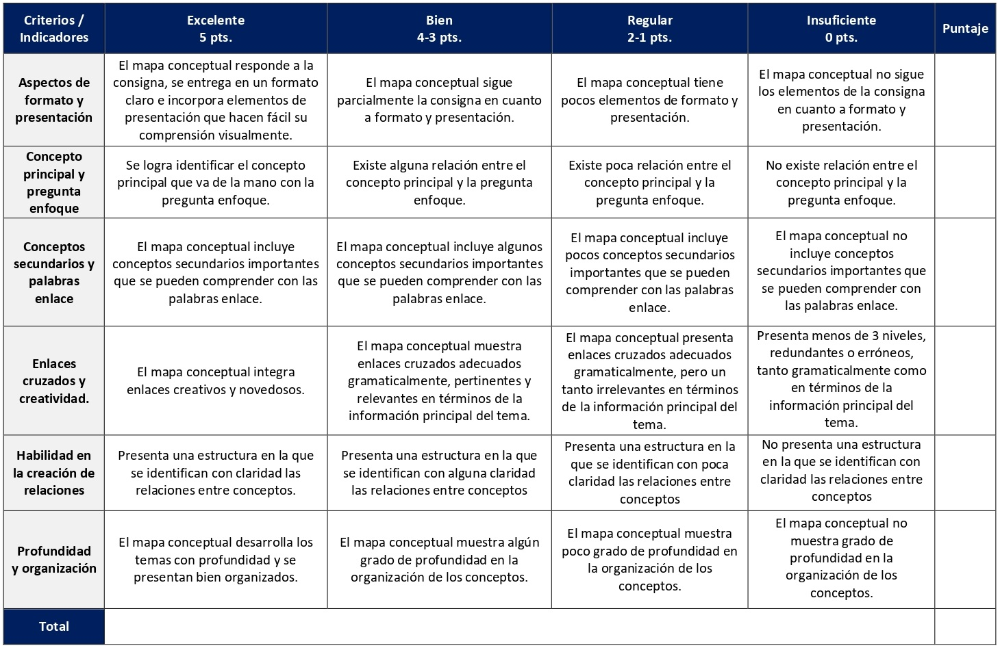 Criterios /
Indicadores
Excelente
5 pts.
Bien
4-3 pts.
Regular
2-1 pts.
Insuficiente
0 pts.
Puntaje
Aspectos de
formato y
presentación
El mapa conceptual responde a la
consigna, se entrega en un formato
claro e incorpora elementos de
presentación que hacen fácil su
comprensión visualmente.
El mapa conceptual sigue
parcialmente la consigna en cuanto
a formato y presentación.
El mapa conceptual tiene
pocos elementos de formato y
presentación.
El mapa conceptual no sigue
los elementos de la consigna
en cuanto a formato y
presentación.
Concepto
principal y
pregunta
enfoque
Se logra identificar el concepto
principal que va de la mano con la
pregunta enfoque.
Existe alguna relación entre el
concepto principal y la pregunta
enfoque.
Existe poca relación entre el
concepto principal y la
pregunta enfoque.
No existe relación entre el
concepto principal y la
pregunta enfoque.
Conceptos
secundarios y
palabras
enlace
El mapa conceptual incluye
conceptos secundarios importantes
que se pueden comprender con las
palabras enlace.
El mapa conceptual incluye algunos
conceptos secundarios importantes
que se pueden comprender con las
palabras enlace.
El mapa conceptual incluye
pocos conceptos secundarios
importantes que se pueden
comprender con las palabras
enlace.
El mapa conceptual no
incluye conceptos
secundarios importantes que
se pueden comprender con
las palabras enlace.
Enlaces
cruzados y
creatividad.
El mapa conceptual integra
enlaces creativos y novedosos.
El mapa conceptual muestra
enlaces cruzados adecuados
gramaticalmente, pertinentes y
relevantes en términos de la
información principal del tema.
El mapa conceptual presenta
enlaces cruzados adecuados
gramaticalmente, pero un
tanto irrelevantes en términos
de la información principal del
tema.
Presenta menos de 3 niveles,
redundantes o erróneos,
tanto gramaticalmente como
en términos de la
información principal del
tema.
Habilidad en
la creación de
relaciones
Presenta una estructura en la que
se identifican con claridad las
relaciones entre conceptos.
Presenta una estructura en la que
se identifican con alguna claridad
las relaciones entre conceptos
Presenta una estructura en la
que se identifican con poca
claridad las relaciones entre
conceptos
No presenta una estructura
en la que se identifican con
claridad las relaciones entre
conceptos
Profundidad
y organización
El mapa conceptual desarrolla los
temas con profundidad y se
presentan bien organizados.
El mapa conceptual muestra algún
grado de profundidad en la
organización de los conceptos.
El mapa conceptual muestra
poco grado de profundidad en
la organización de los
conceptos.
El mapa conceptual no
muestra grado de
profundidad en la
organización de los
conceptos.
Total